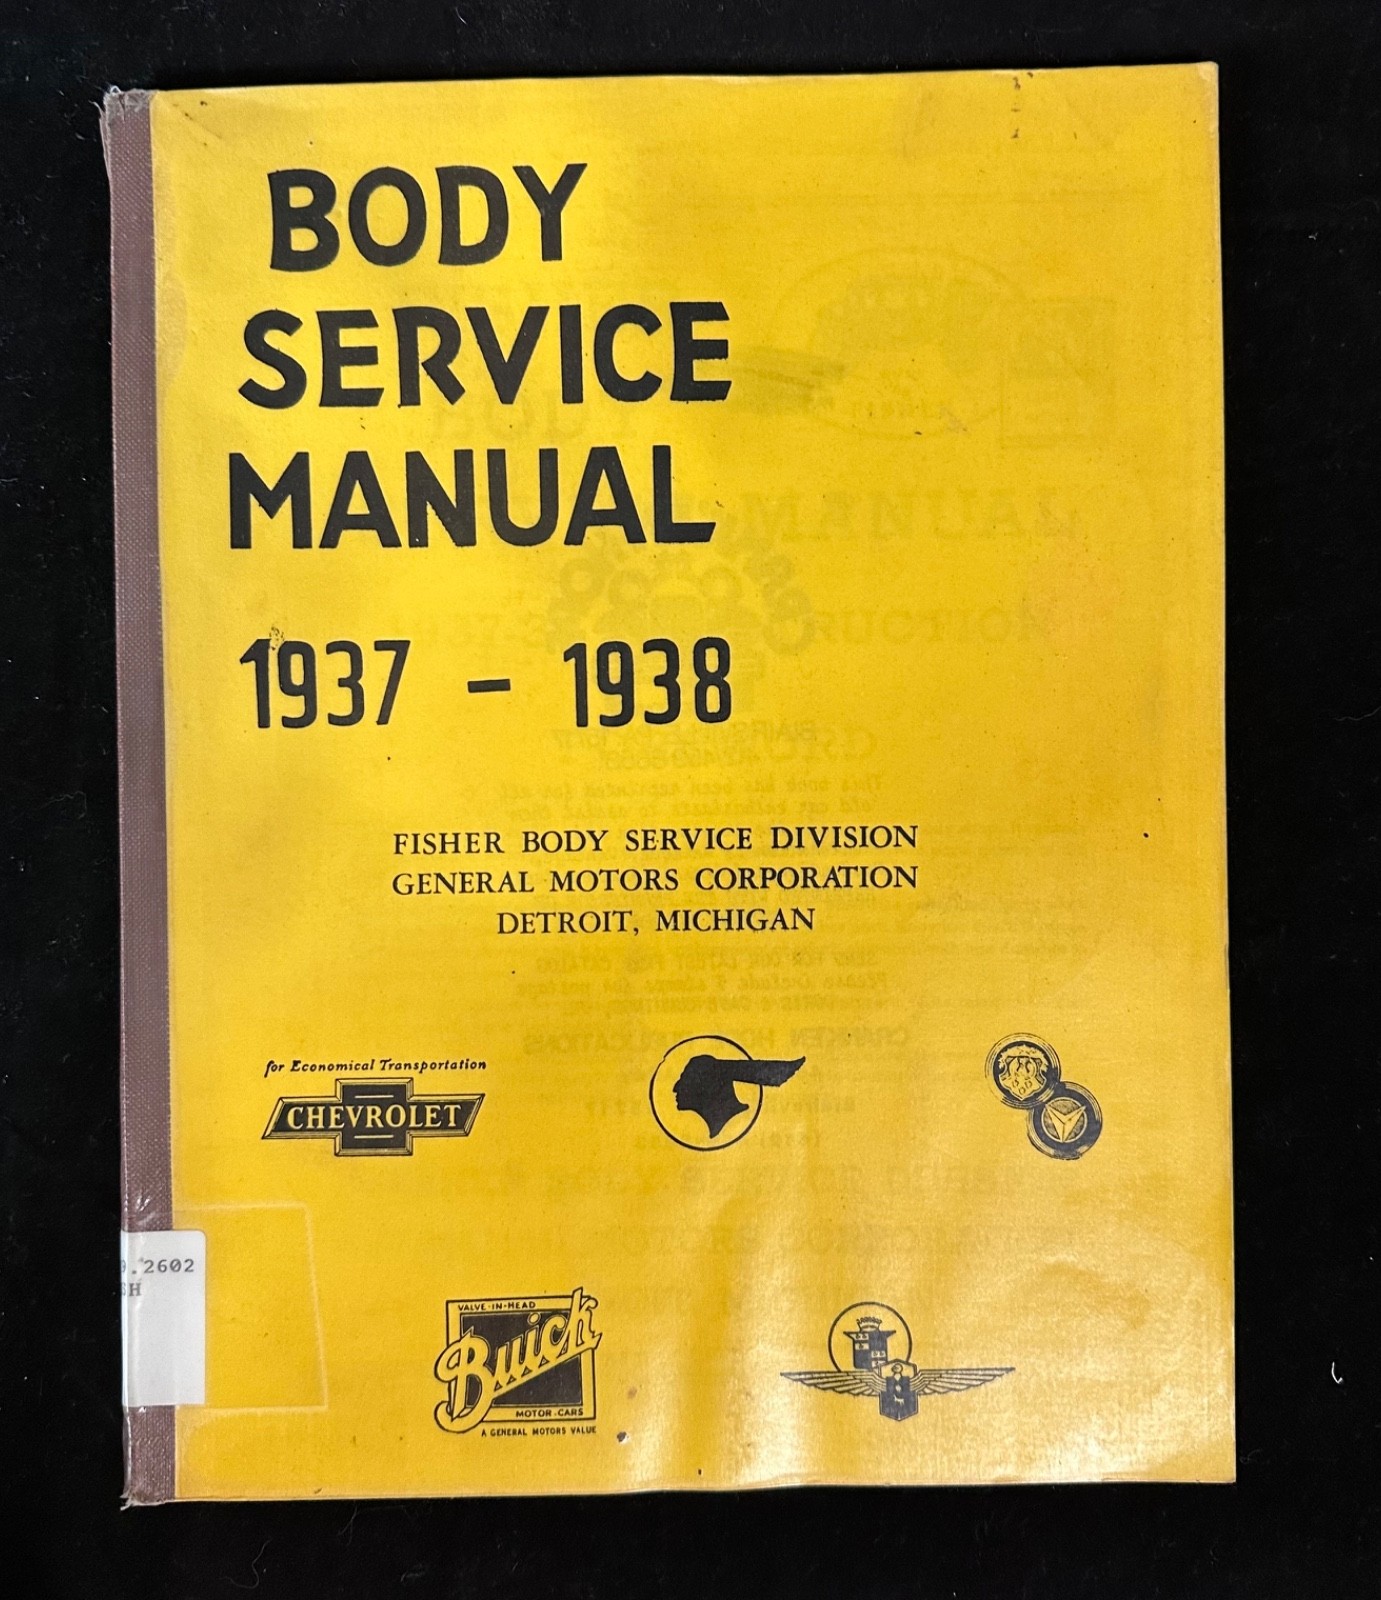 BODY
SERVICE
MANUAL
1937 - 1938
FISHER BODY SERVICE DIVISION
GENERAL MOTORS CORPORATION
DETROIT, MICHIGAN
for Economical Transportation
CHEVROLET
.2602
SH
VALVE-IN-HEAD
Buick
MOTOR CARS
A GENERAL MOTORS VALUE